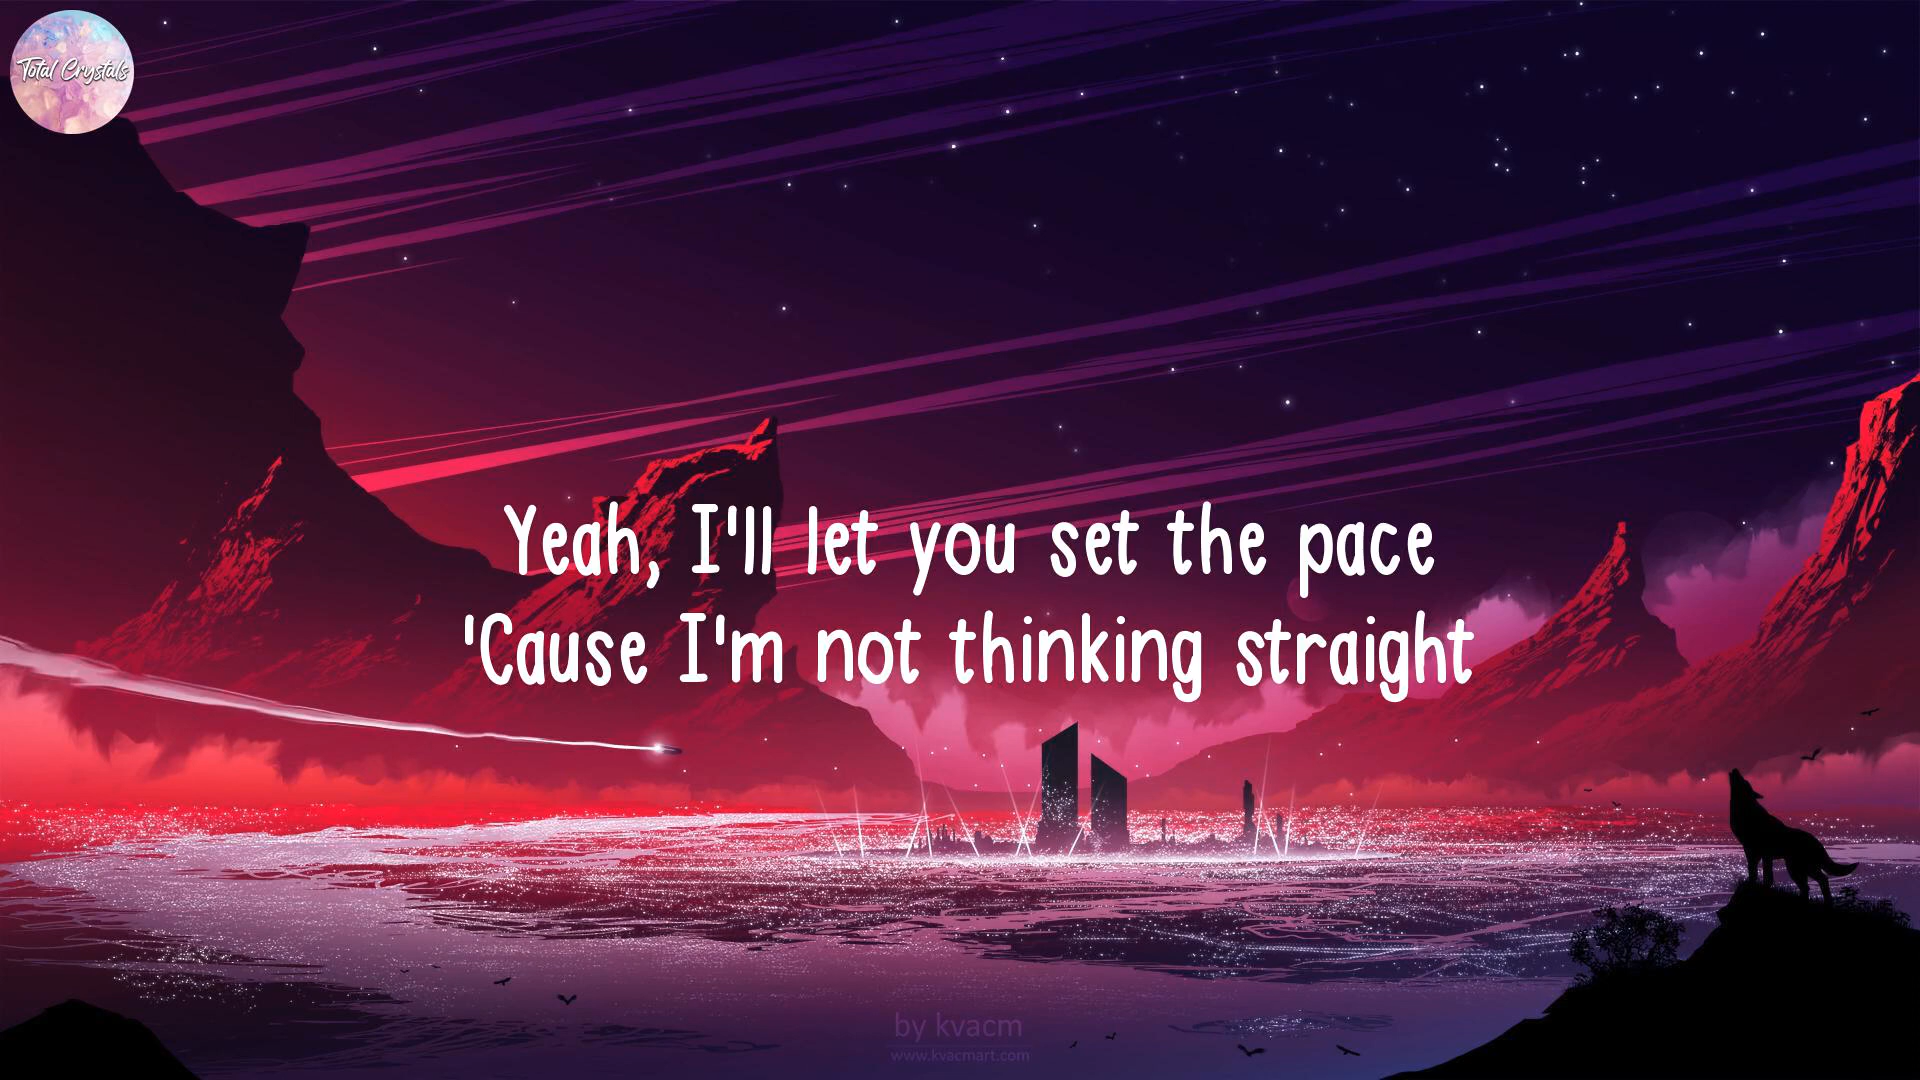 Total Crystals
Yeah, I'll let you set the pace
'Cause I'm not thinking straight
by kvacm
www.kvacmart.com